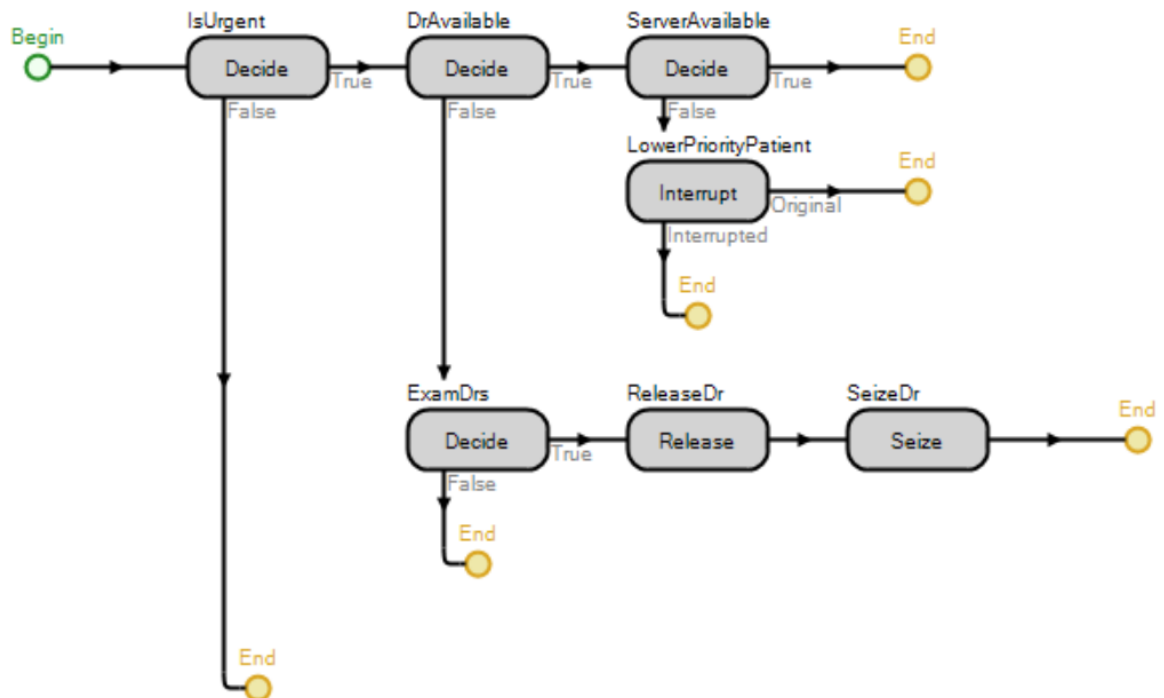 IsUrgent
DrAvailable
ServerAvailable
Begin
End
Decide
Decide
Decide
True
True
True
False
False
False
LowerPriorityPatient
End
Interrupt
Original
Interrupted
End
ExamDrs
ReleaseDr
SeizeDr
End
Decide
Release
Seize
True
False
End
End